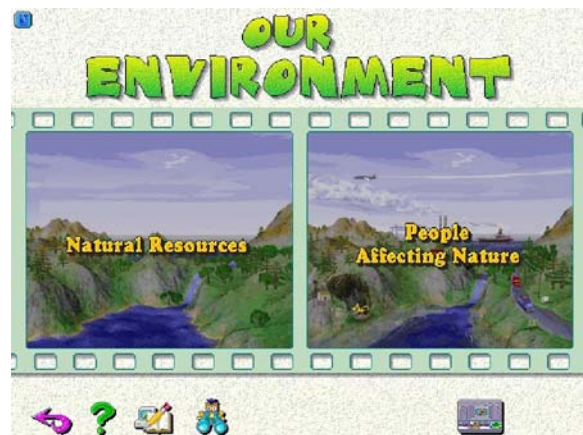 OUR
ENVIRONMENT
Natural Resources
People
Affecting Nature
?